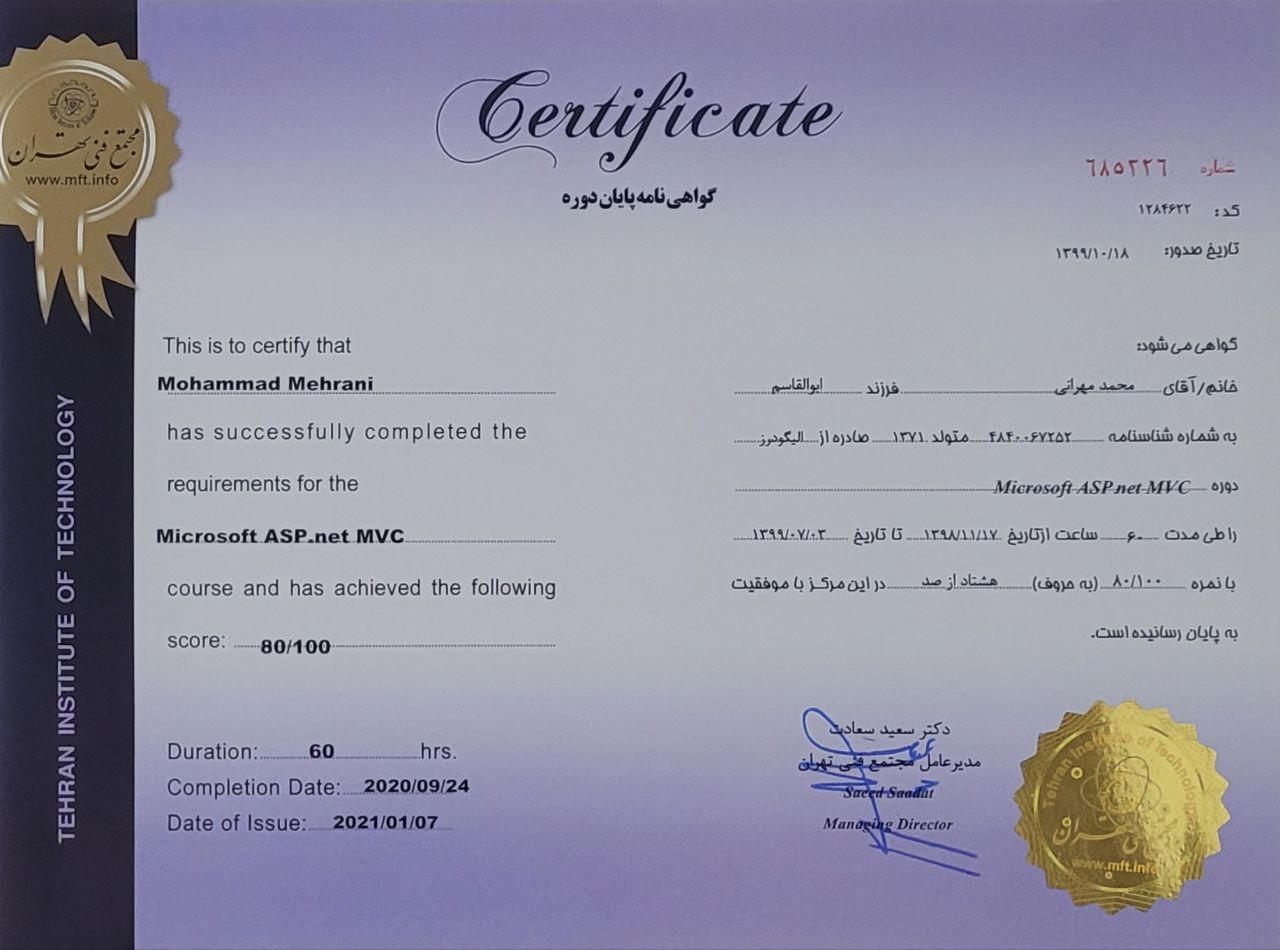 Certificate
گواهی‌نامه پایان دوره
شماره ٦٨٥٢٢٦
کد: ۱۲۸۴۶۲۲
تاریخ صدور: ۱۳۹۹/۱۰/۱۸
مجتمع فنی تهران
www.mft.info
TEHRAN INSTITUTE OF TECHNOLOGY
This is to certify that
Mohammad Mehrani
has successfully completed the
requirements for the
Microsoft ASP.net MVC
course and has achieved the following
score: 80/100
Duration: 60 hrs.
Completion Date: 2020/09/24
Date of Issue: 2021/01/07
گواهی می شود:
خانم/آقای محمد مهرانی فرزند ابوالقاسم
به شماره شناسنامه ۴۸۴۰۰۶۷۲۵۲ متولد ۱۳۷۱ صادره از الیگودرز
دوره Microsoft ASP.net MVC
را طی مدت ۶۰ ساعت از تاریخ ۱۳۹۸/۱۱/۱۷ تا تاریخ ۱۳۹۹/۰۷/۰۳
با نمره ۸۰/۱۰۰ (به حروف) هشتاد از صد در این مرکز با موفقیت
به پایان رسانیده است.
دکتر سعید سعادت
مدیرعامل مجتمع فنی تهران
Saeed Saadat
Managing Director
Tehran Institute of Technology
www.mft.info